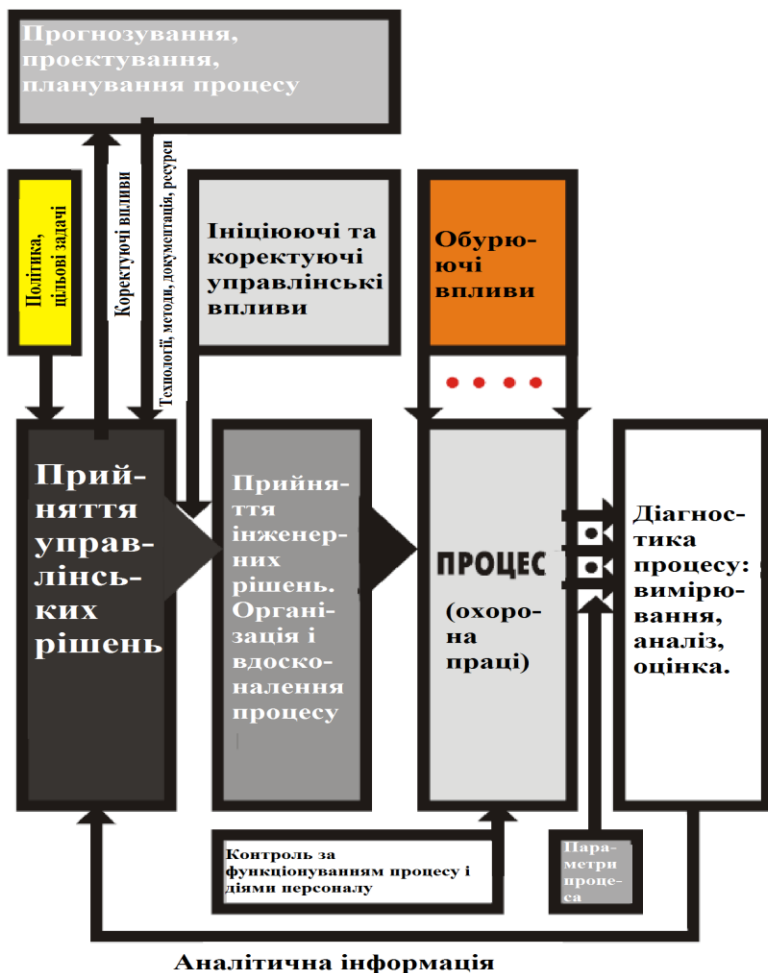 Прогнозування,
проектування,
планування процесу
Політика,
цільові задачі
Коректуючі впливи
Технології, методи, документація, ресурси
Ініціюючі та
коректуючі
управлінські
впливи
Обурю-
ючі
впливи
Прий-
няття
управ-
лінсь-
ких
рішень
Прийня-
ття
інженер-
них
рішень.
Органі-
зація і
вдоско-
налення
процесу
ПРОЦЕС
(охоро-
на
праці)
Діагнос-
тика
процесу:
вимірю-
вання,
аналіз,
оцінка.
Контроль за
функціонуванням процесу і
діями персоналу
Пара-
метри
проце-
са
Аналітична інформація